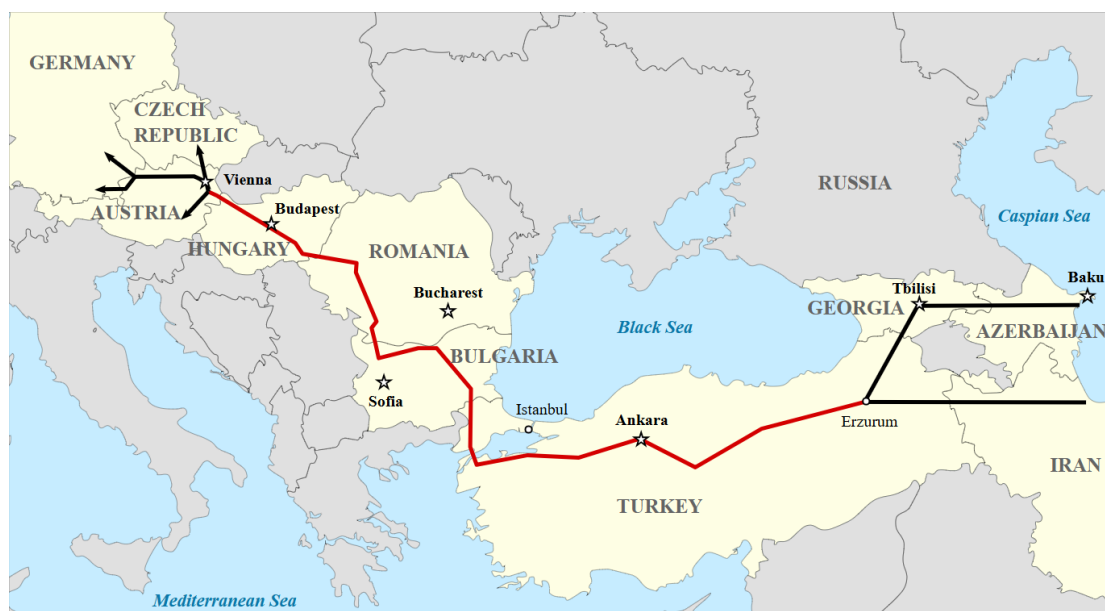 GERMANY
CZECH
REPUBLIC
Vienna
AUSTRIA
Budapest
HUNGARY
ROMANIA
Bucharest
BULGARIA
Sofia
Istanbul
Ankara
TURKEY
Black Sea
RUSSIA
Caspian Sea
Baku
Tbilisi
GEORGIA
AZERBAIJAN
Erzurum
IRAN
Mediterranean Sea